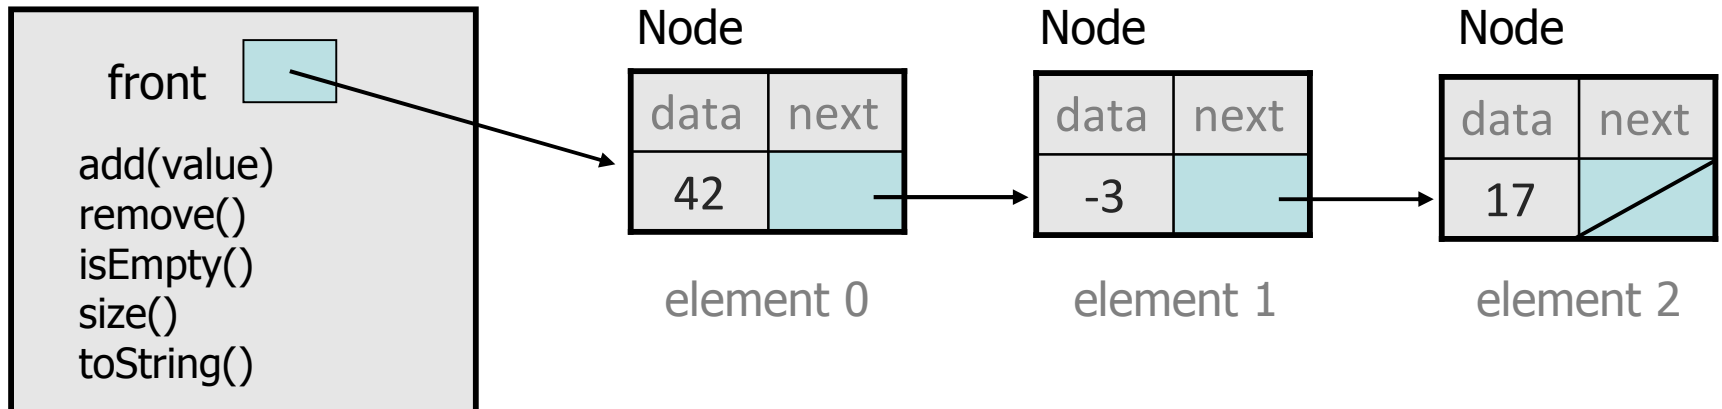 front
add(value)
remove()
isEmpty()
size()
toString()
Node
data next
42
element 0
Node
data next
-3
element 1
Node
data next
17
element 2